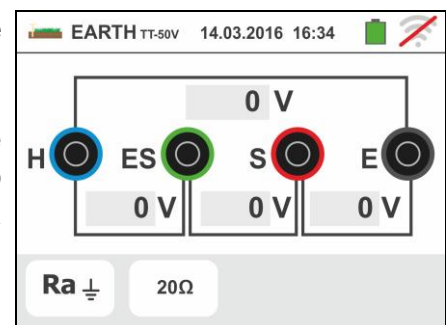 EARTH TT-50V 14.03.2016 16:34
0 V
H ES S E
0 V 0 V 0 V
Ra 20Ω